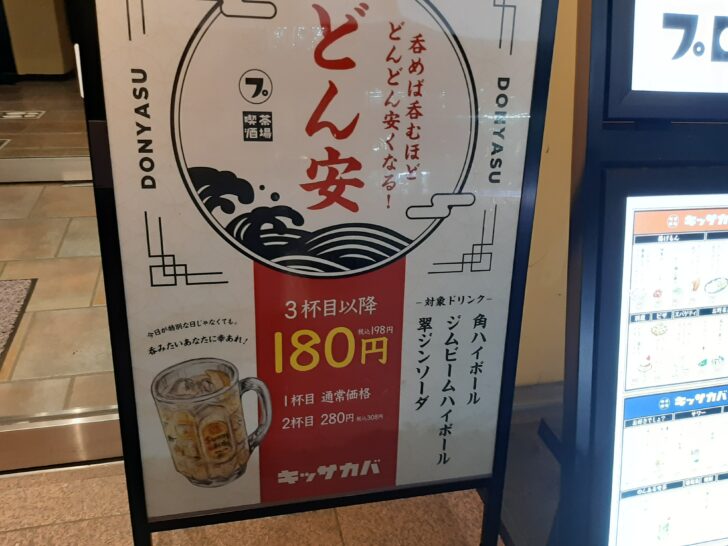 DONYASU
どん安
呑めば呑むほど
どんどん安くなる!
プ
喫茶
酒場
DONYASU
3杯目以降
税込198円
180円
1杯目 通常価格
2杯目 280円 税込308円
キッサカバ
今日が特別な日じゃなくても。
呑みたいあなたに幸あれ!
-対象ドリンク-
角ハイボール
ジムビームハイボール
翠ジンソーダ
プロ
キッサカバ
キッサカバ
サワー